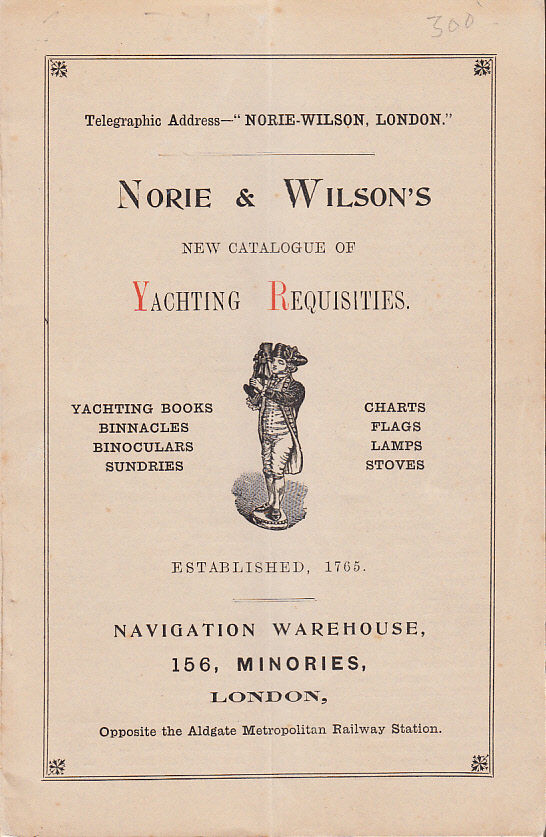 300
Telegraphic Address—"NORIE-WILSON, LONDON."
NORIE & WILSON'S
NEW CATALOGUE OF
YACHTING REQUISITIES.
YACHTING BOOKS
BINNACLES
BINOCULARS
SUNDRIES
CHARTS
FLAGS
LAMPS
STOVES
ESTABLISHED, 1765.
NAVIGATION WAREHOUSE,
156, MINORIES,
LONDON,
Opposite the Aldgate Metropolitan Railway Station.